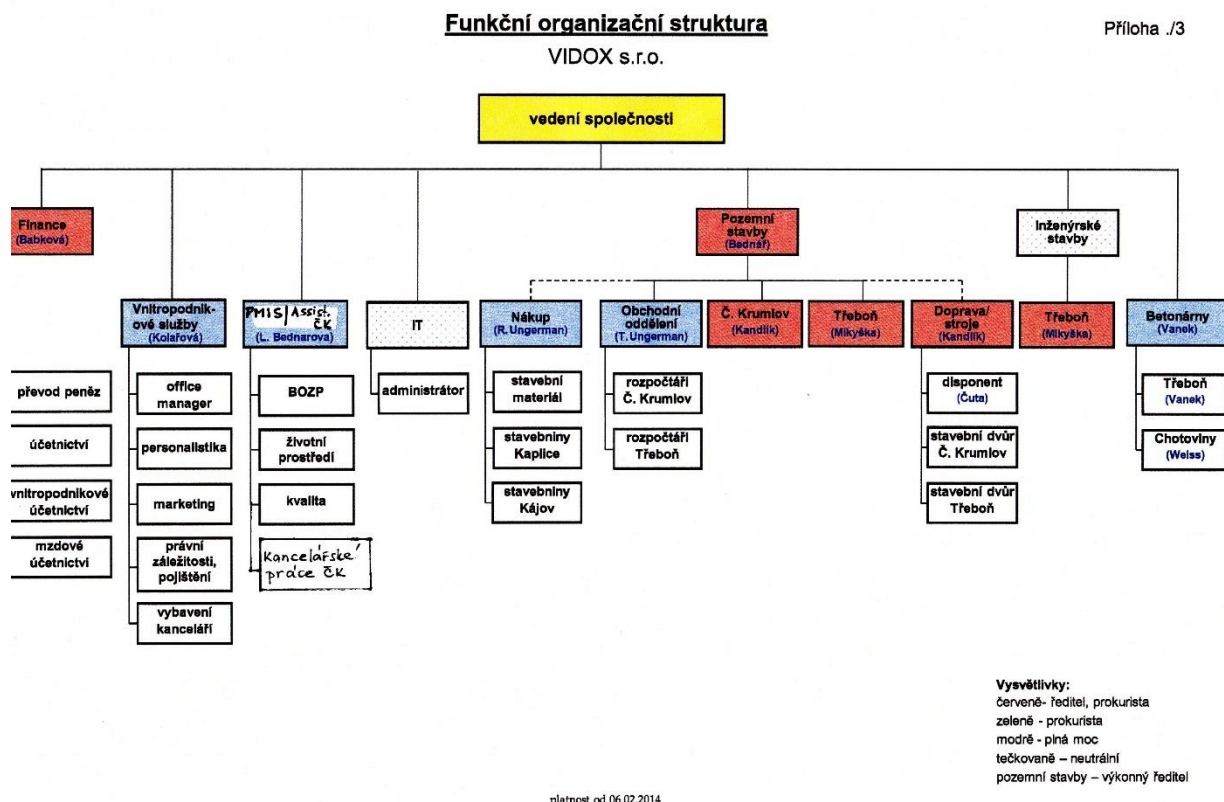 Funkční organizační struktura
Příloha ./3
VIDOX s.r.o.
vedení společnosti
Finance
(Babková)
Pozemní
stavby
(Bednář)
Inženýrské
stavby
Vnitropodnik-
ové služby
(Kolařová)
PMIS/Assist.
ČK
(L. Bednarova)
IT
Nákup
(R. Ungerman)
Obchodní
oddělení
(T. Ungerman)
Č. Krumlov
(Kandlik)
Třeboň
(Mikyška)
Doprava/
stroje
(Kandlik)
Třeboň
(Mikyška)
Betonárny
(Vanek)
převod peněz
účetnictví
vnitropodnikové
účetnictví
mzdové
účetnictví
office
manager
personalistika
marketing
právní
záležitosti,
pojištění
vybavení
kanceláří
BOZP
životní
prostředí
kvalita
Kancelářské
práce ČK
administrátor
stavební
materiál
stavebniny
Kaplice
stavebniny
Kájov
rozpočtáři
Č. Krumlov
rozpočtáři
Třeboň
disponent
(Čuta)
stavební dvůr
Č. Krumlov
stavební dvůr
Třeboň
Třeboň
(Vanek)
Chotoviny
(Weiss)
Vysvětlivky:
červeně- ředitel, prokurista
zeleně - prokurista
modrě - plná moc
tečkovaně – neutrální
pozemní stavby – výkonný ředitel
platnost od 06.02.2014